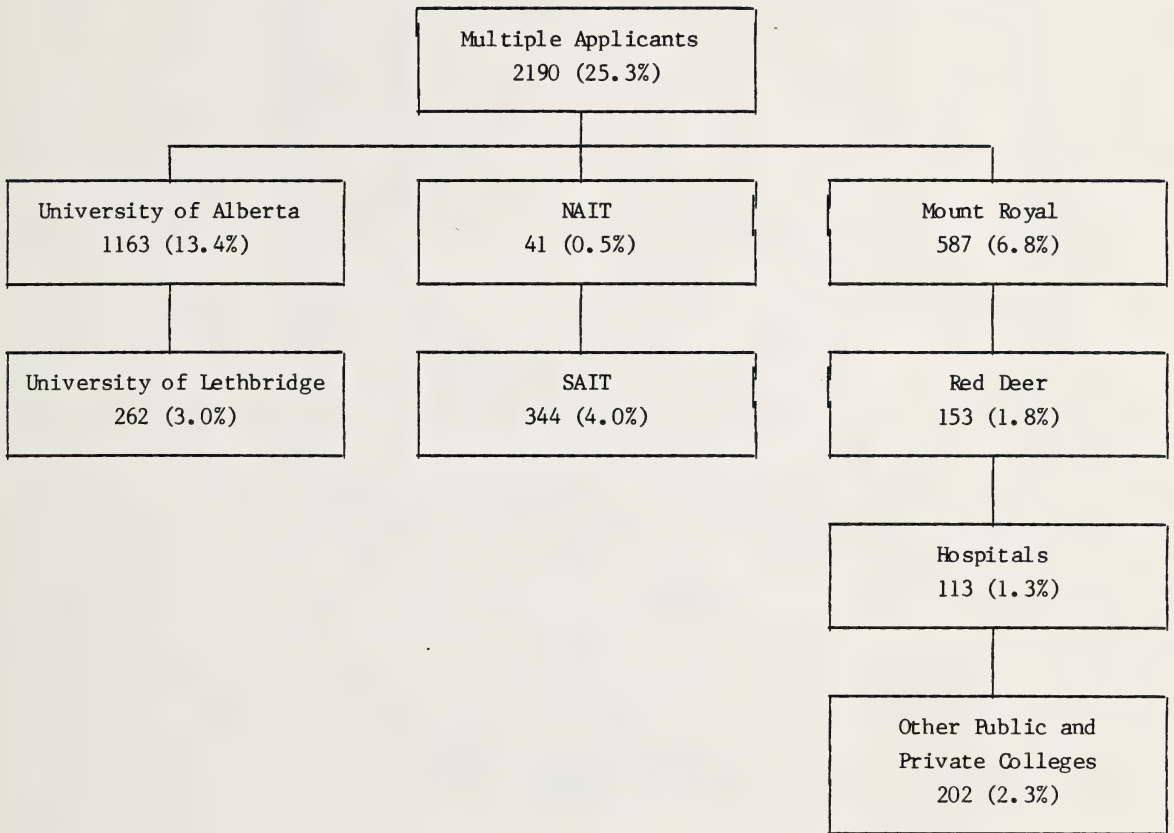 Multiple Applicants
2190 (25.3%)
University of Alberta
1163 (13.4%)
NAIT
41 (0.5%)
Mount Royal
587 (6.8%)
University of Lethbridge
262 (3.0%)
SAIT
344 (4.0%)
Red Deer
153 (1.8%)
Hospitals
113 (1.3%)
Other Public and
Private Colleges
202 (2.3%)